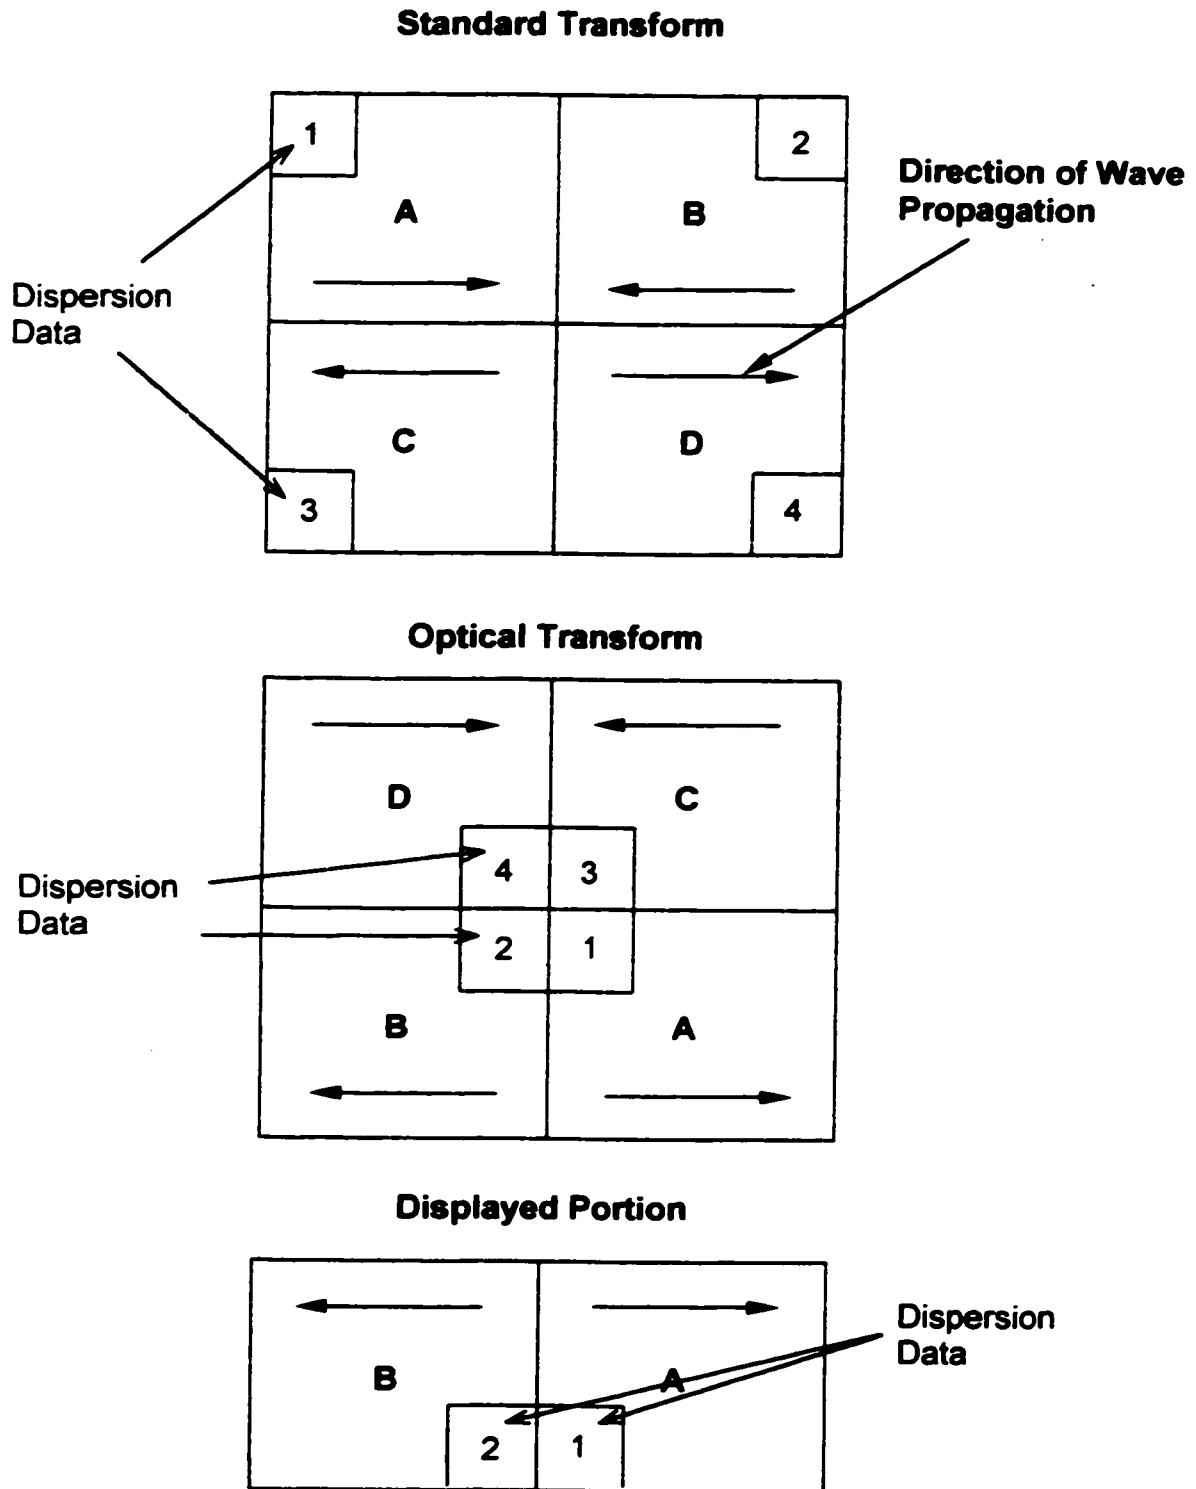 Standard Transform
1
2
Direction of Wave
Propagation
A
B
Dispersion
Data
C
D
3
4
Optical Transform
D
C
4
3
Dispersion
Data
2
1
B
A
Displayed Portion
Dispersion
Data
B
A
2
1